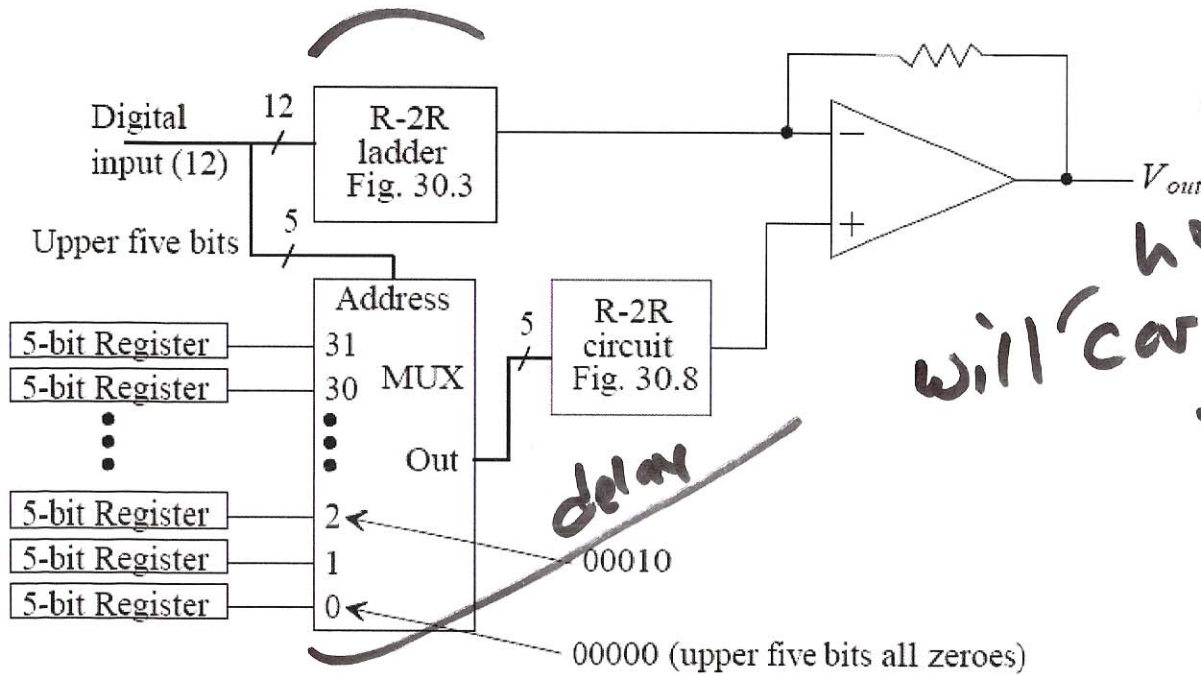 Digital
input (12)
12
R-2R
ladder
Fig. 30.3
−
+
V_out
Upper five bits
5
Address
31
30
MUX
Out
2
1
0
5-bit Register
5-bit Register
5-bit Register
5-bit Register
5-bit Register
5
R-2R
circuit
Fig. 30.8
will
delay
00010
00000 (upper five bits all zeroes)